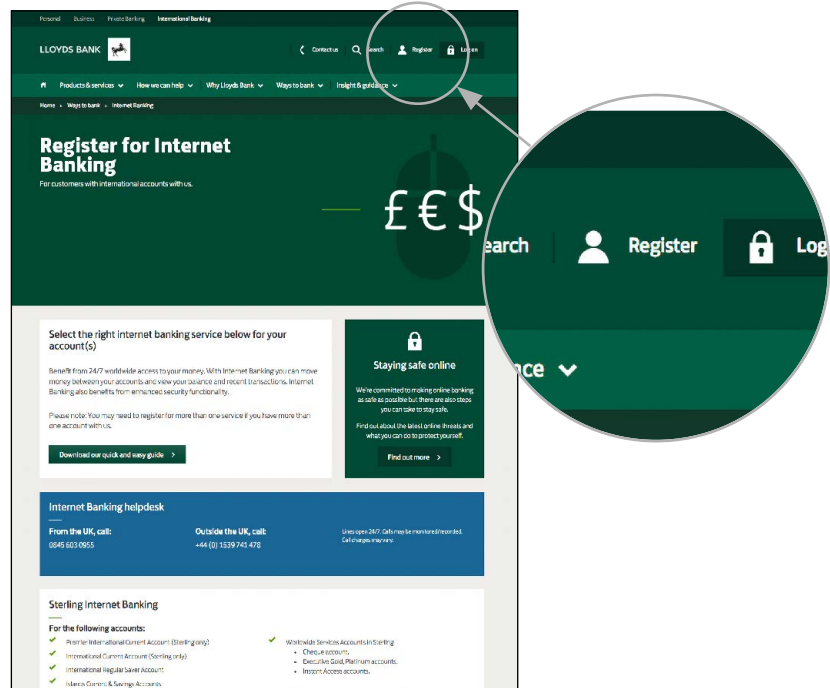 Personal Business Private Banking International Banking
LLOYDS BANK
Contact us Search Register Log on
Products & services How we can help Why Lloyds Bank Ways to bank Insight & guidance
Home Ways to bank Internet Banking
Register for Internet
Banking
For customers with international accounts with us.
£€$
earch Register Log
nce
Select the right internet banking service below for your
account(s)
Benefit from 24/7 worldwide access to your money. With Internet Banking you can move
money between your accounts and view your balance and recent transactions. Internet
Banking also benefits from enhanced security functionality.
Please note: You may need to register for more than one service if you have more than
one account with us.
Download our quick and easy guide
Staying safe online
We're committed to making online banking
as safe as possible but there are also steps
you can take to stay safe.
Find out about the latest online threats and
what you can do to protect yourself.
Find out more
Internet Banking helpdesk
From the UK, call:
0845 603 0955
Outside the UK, call:
+44 (0) 1539 741 478
Lines open 24/7. Calls may be monitored/recorded.
Call charges may vary.
Sterling Internet Banking
For the following accounts:
Premier International Current Account (Sterling only)
International Current Account (Sterling only)
International Regular Saver Account
Islands Current & Savings Accounts
Worldwide Services Accounts in Sterling
• Cheque account,
• Executive Gold, Platinum accounts.
• Instant Access accounts.